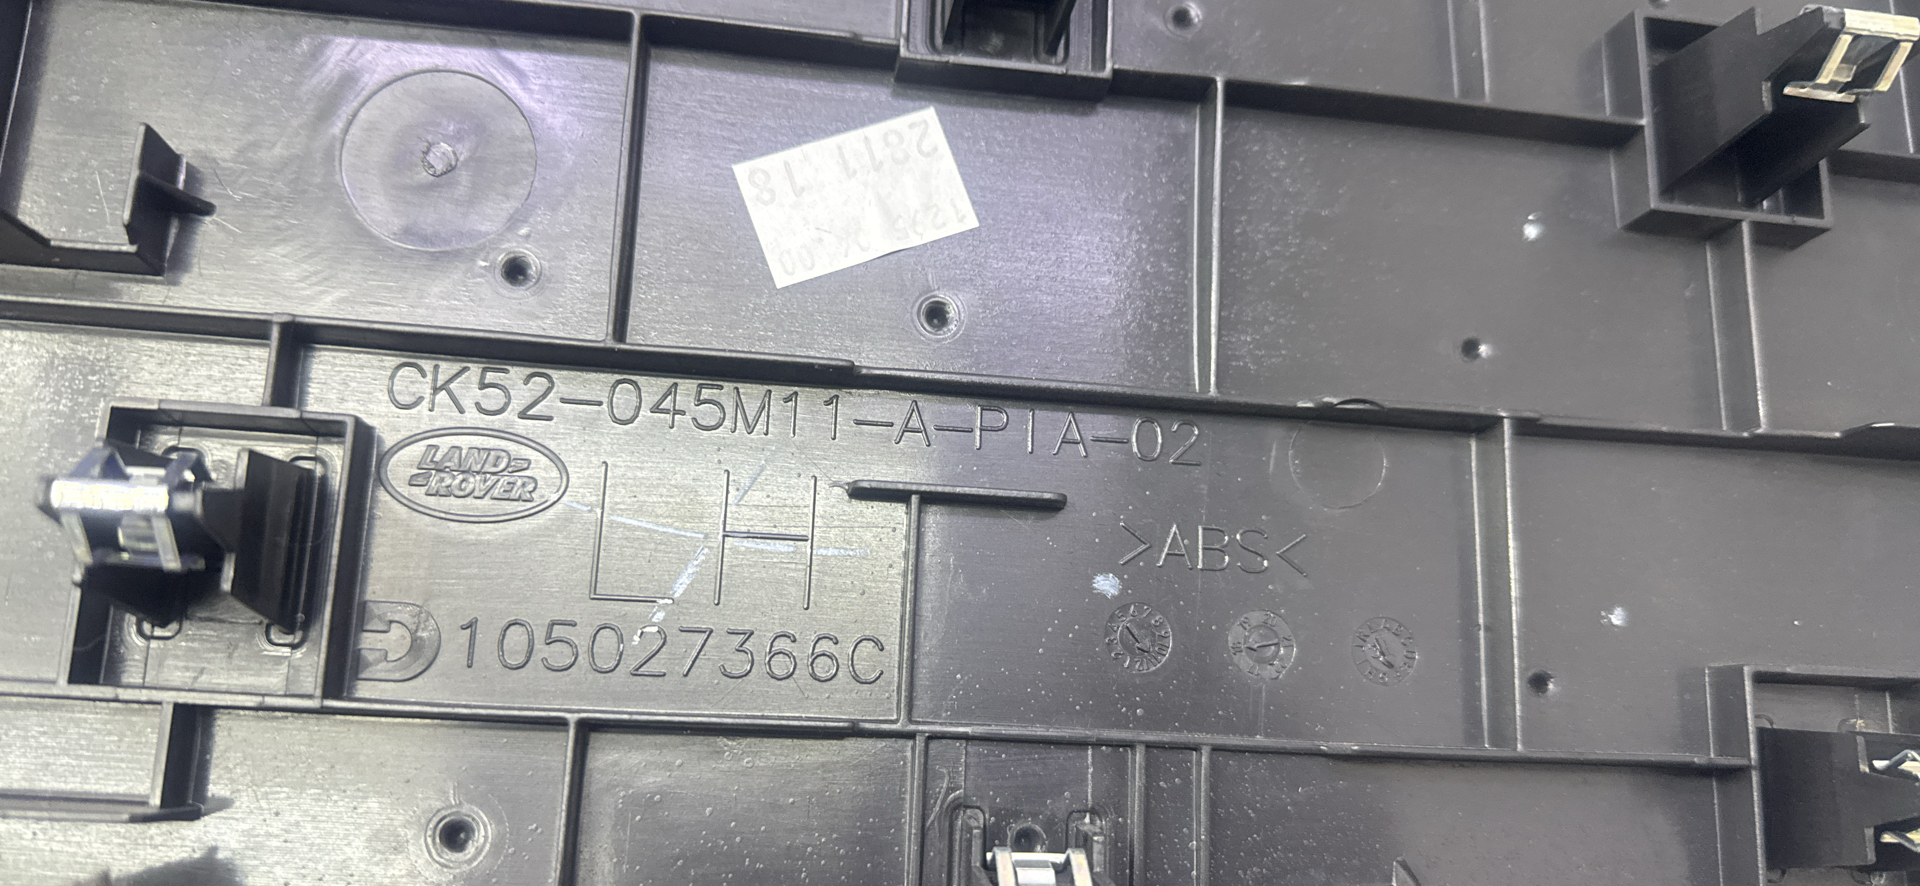 2811 18
CK52-045M11-A-PIA-02
LAND
ROVER
LH
>ABS<
105027366C